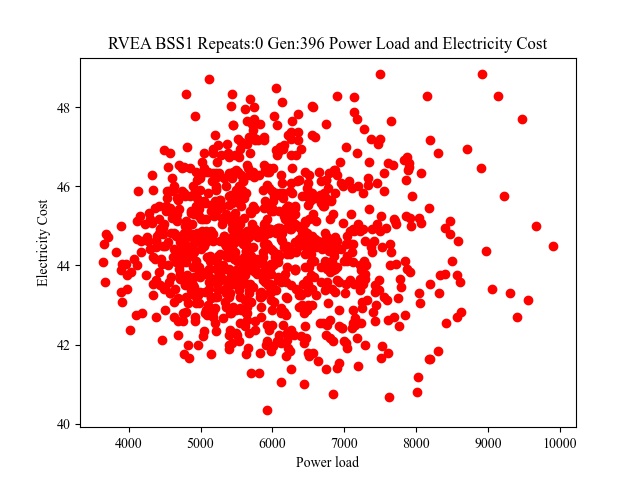 RVEA BSS1 Repeats:0 Gen:396 Power Load and Electricity Cost
48
46
44
42
40
Electricity Cost
4000 5000 6000 7000 8000 9000 10000
Power load